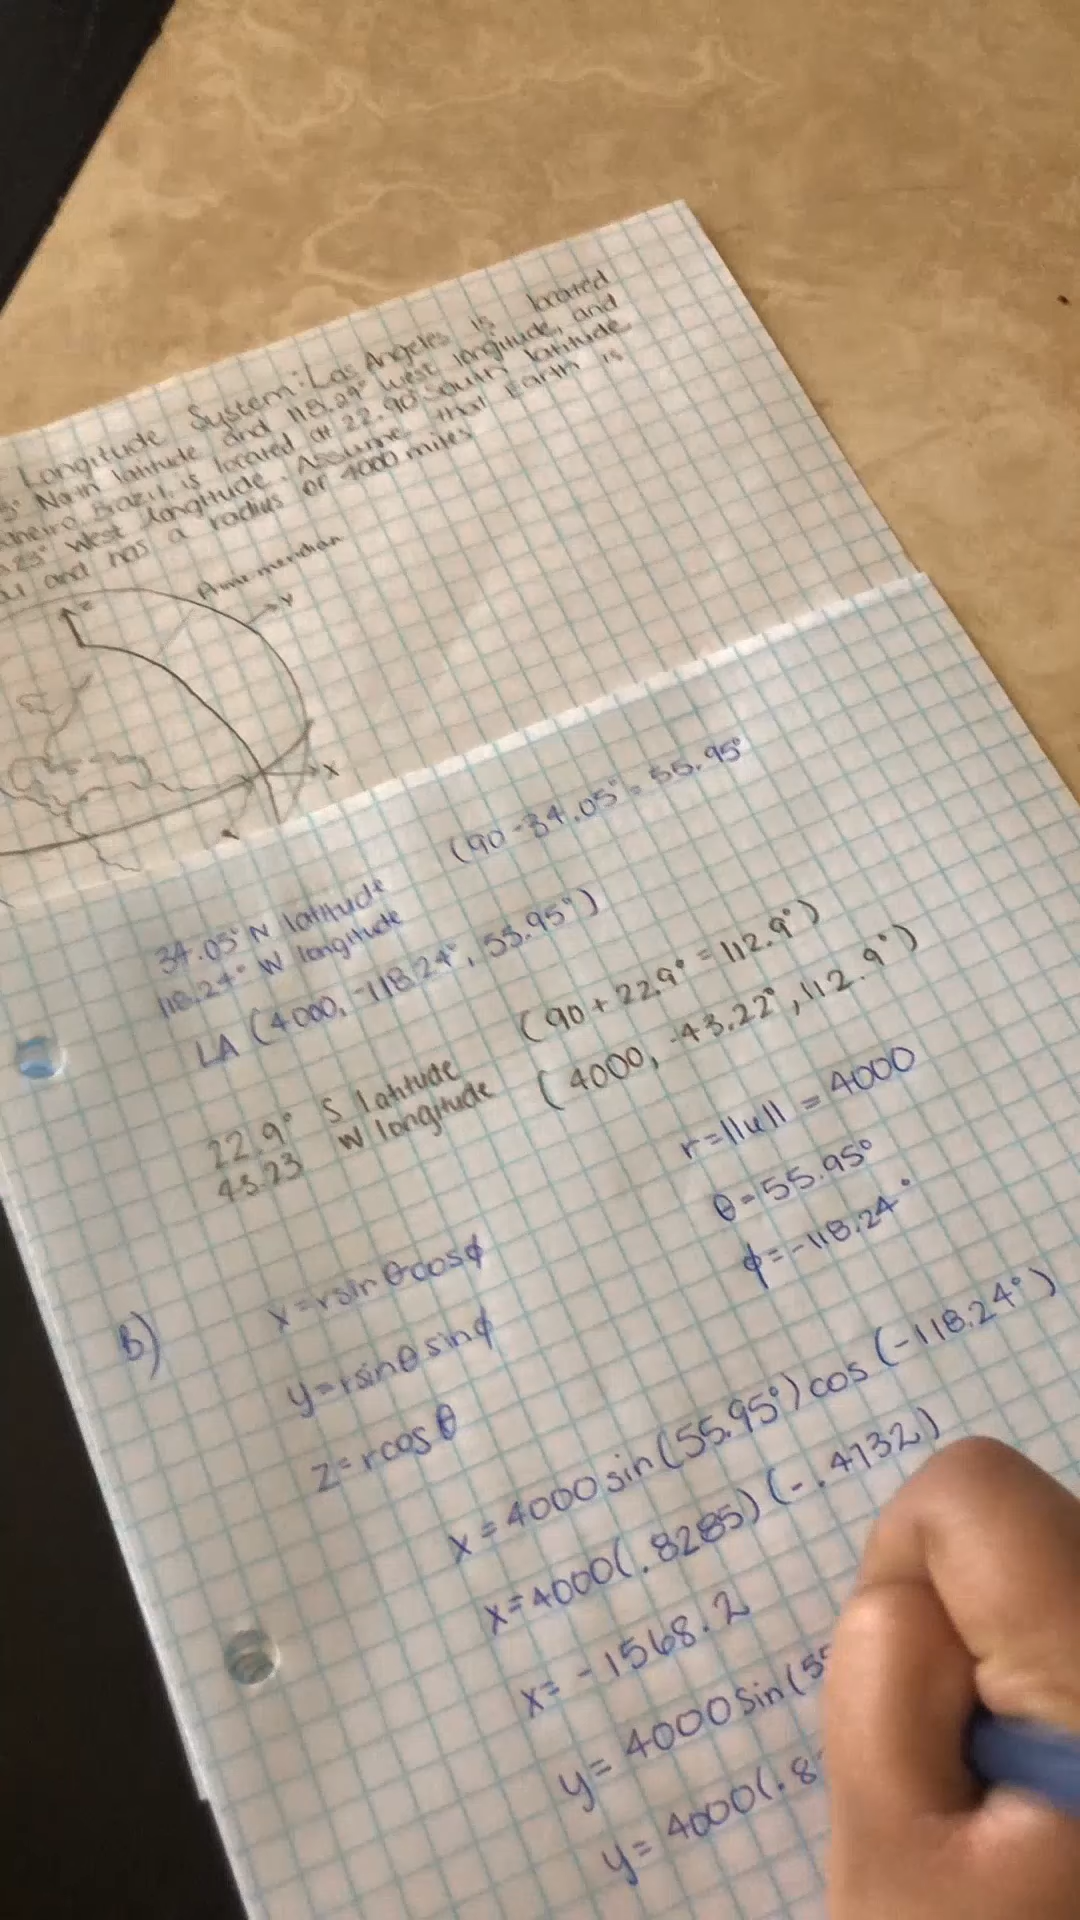 Longitude System: Los Angeles is located
North latitude and 118.24° West longitude, and
aneiro, Brazil, is located at 22.90° South latitude
.23° West longitude. Assume that Earth is
and has a radius of 4000 miles
Prime meridian
z
Y
X
(90 - 34.05° = 55.95°
34.05° N latitude
118.24° W longitude
LA (4000, -118.24°, 55.95°)
(90 + 22.9° = 112.9°)
22.9° S latitude
43.23 W longitude
(4000, -43.22°, 112.9°)
r = ||u|| = 4000
θ = 55.95°
ϕ = -118.24°
B)
x = r sin θ cos ϕ
y = r sin θ sin ϕ
z = r cos θ
x = 4000 sin (55.95°) cos (-118.24°)
x = 4000 (.8285) (-.4732)
x = -1568.2
y = 4000 sin (55
y = 4000 (.8